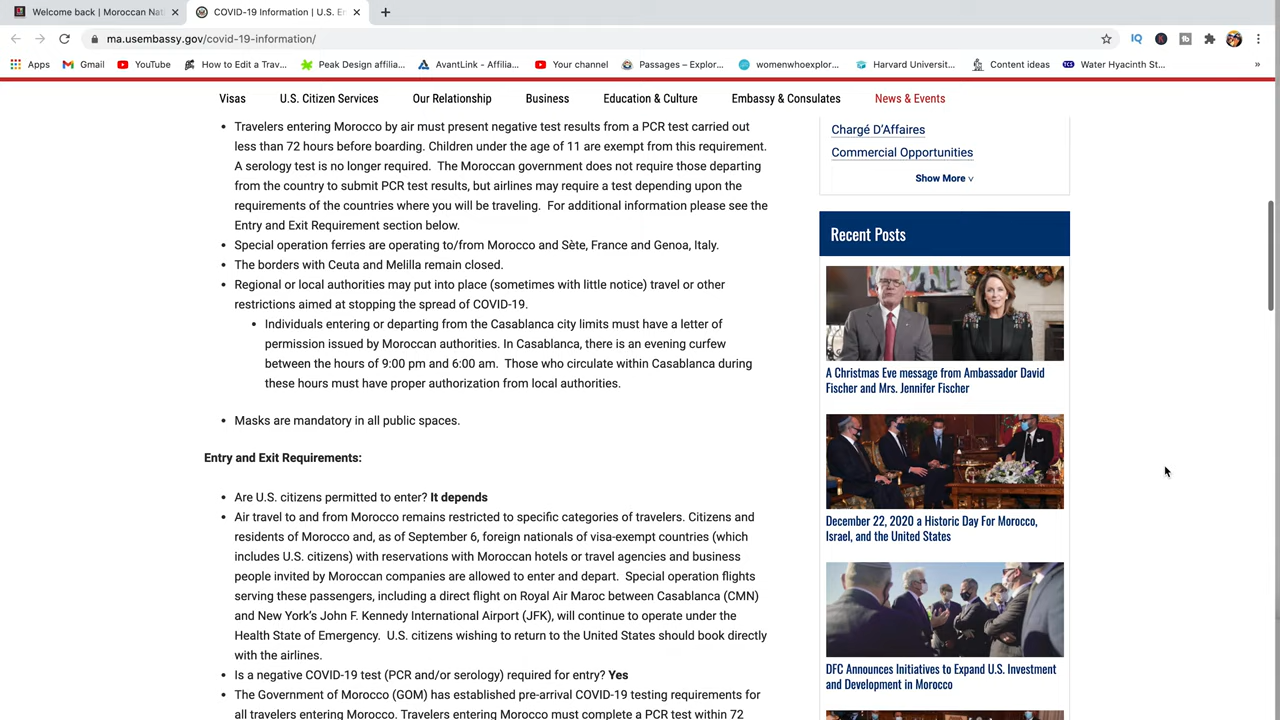 Welcome back | Moroccan Nat
COVID-19 Information | U.S. Em
ma.usembassy.gov/covid-19-information/
Apps
Gmail
YouTube
How to Edit a Trav...
Peak Design affilia...
AvantLink - Affilia...
Your channel
Passages – Explor...
womenwhoexplor...
Harvard Universit...
Content ideas
Water Hyacinth St...
»
Visas
U.S. Citizen Services
Our Relationship
Business
Education & Culture
Embassy & Consulates
News & Events
• Travelers entering Morocco by air must present negative test results from a PCR test carried out
less than 72 hours before boarding. Children under the age of 11 are exempt from this requirement.
A serology test is no longer required. The Moroccan government does not require those departing
from the country to submit PCR test results, but airlines may require a test depending upon the
requirements of the countries where you will be traveling. For additional information please see the
Entry and Exit Requirement section below.
• Special operation ferries are operating to/from Morocco and Sète, France and Genoa, Italy.
• The borders with Ceuta and Melilla remain closed.
• Regional or local authorities may put into place (sometimes with little notice) travel or other
restrictions aimed at stopping the spread of COVID-19.
• Individuals entering or departing from the Casablanca city limits must have a letter of
permission issued by Moroccan authorities. In Casablanca, there is an evening curfew
between the hours of 9:00 pm and 6:00 am. Those who circulate within Casablanca during
these hours must have proper authorization from local authorities.
• Masks are mandatory in all public spaces.
Entry and Exit Requirements:
• Are U.S. citizens permitted to enter? It depends
• Air travel to and from Morocco remains restricted to specific categories of travelers. Citizens and
residents of Morocco and, as of September 6, foreign nationals of visa-exempt countries (which
includes U.S. citizens) with reservations with Moroccan hotels or travel agencies and business
people invited by Moroccan companies are allowed to enter and depart. Special operation flights
serving these passengers, including a direct flight on Royal Air Maroc between Casablanca (CMN)
and New York's John F. Kennedy International Airport (JFK), will continue to operate under the
Health State of Emergency. U.S. citizens wishing to return to the United States should book directly
with the airlines.
• Is a negative COVID-19 test (PCR and/or serology) required for entry? Yes
• The Government of Morocco (GOM) has established pre-arrival COVID-19 testing requirements for
all travelers entering Morocco. Travelers entering Morocco must complete a PCR test within 72
Chargé D'Affaires
Commercial Opportunities
Show More v
Recent Posts
A Christmas Eve message from Ambassador David
Fischer and Mrs. Jennifer Fischer
December 22, 2020 a Historic Day For Morocco,
Israel, and the United States
DFC Announces Initiatives to Expand U.S. Investment
and Development in Morocco